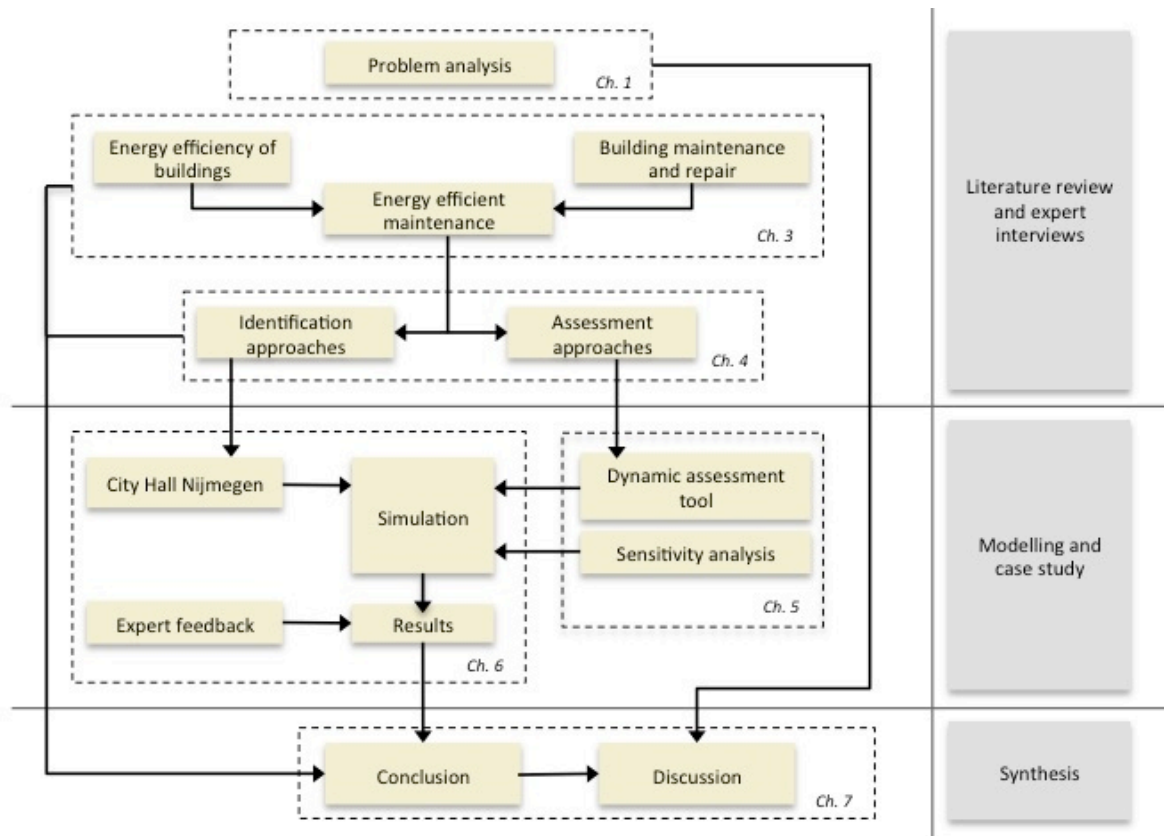 Problem analysis
Ch. 1
Energy efficiency of
buildings
Building maintenance
and repair
Energy efficient
maintenance
Ch. 3
Literature review
and expert
interviews
Identification
approaches
Assessment
approaches
Ch. 4
City Hall Nijmegen
Simulation
Dynamic assessment
tool
Sensitivity analysis
Ch. 5
Expert feedback
Results
Ch. 6
Modelling and
case study
Conclusion
Discussion
Ch. 7
Synthesis